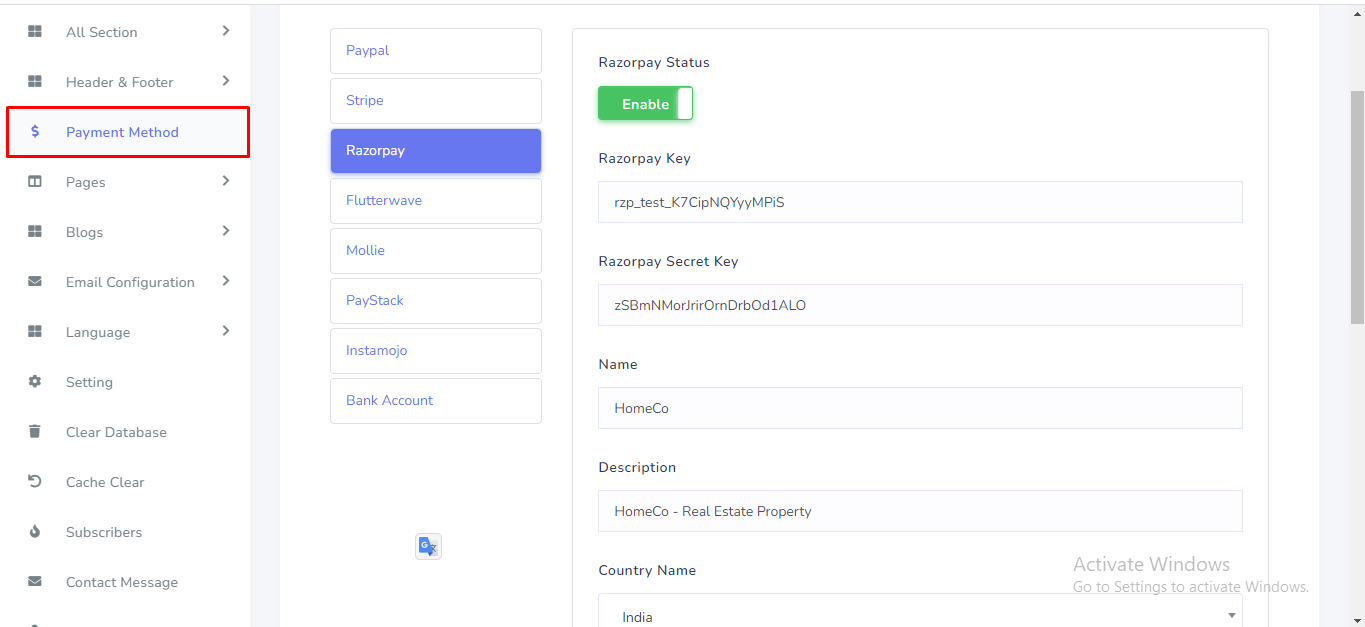 All Section
Header & Footer
Payment Method
Pages
Blogs
Email Configuration
Language
Setting
Clear Database
Cache Clear
Subscribers
Contact Message
Paypal
Stripe
Razorpay
Flutterwave
Mollie
PayStack
Instamojo
Bank Account
Razorpay Status
Enable
Razorpay Key
rzp_test_K7CipNQYyyMPiS
Razorpay Secret Key
zSBmNMorJrirOrnDrbOd1ALO
Name
HomeCo
Description
HomeCo - Real Estate Property
Country Name
India
Activate Windows
Go to Settings to activate Windows.